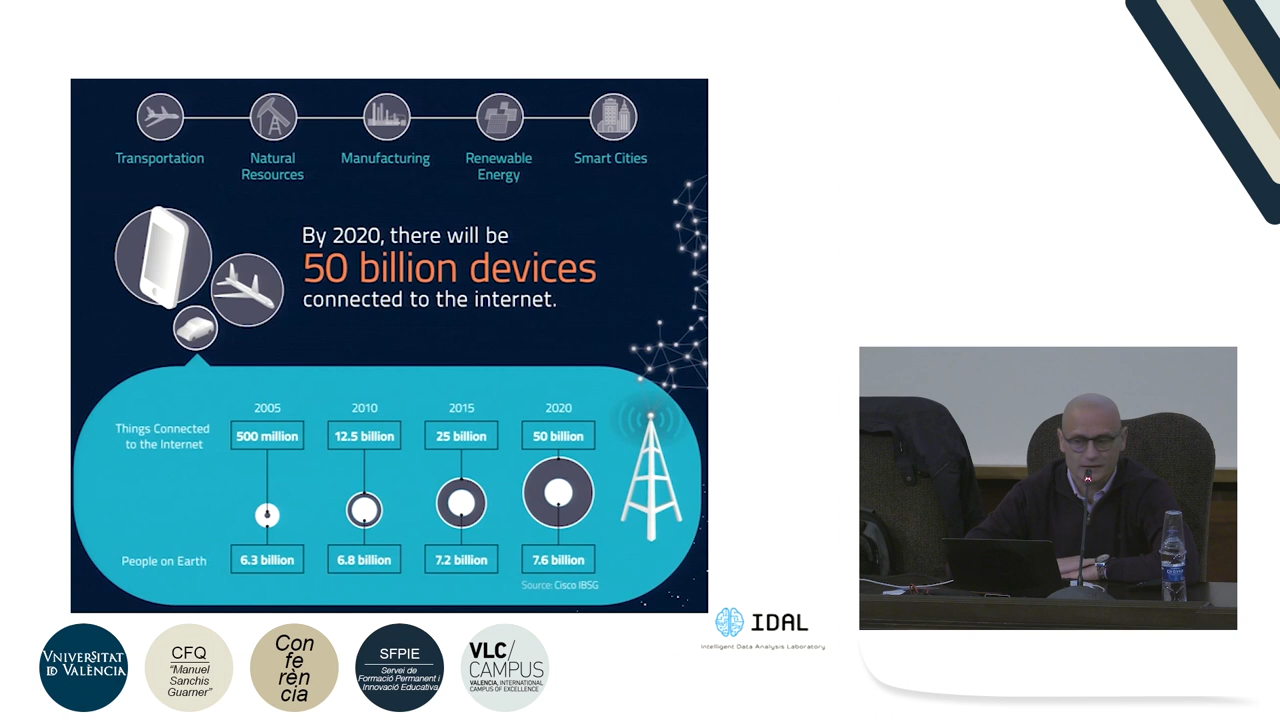 Transportation
Natural
Resources
Manufacturing
Renewable
Energy
Smart Cities
By 2020, there will be
50 billion devices
connected to the internet.
2005
2010
2015
2020
Things Connected
to the Internet
500 million
12.5 billion
25 billion
50 billion
People on Earth
6.3 billion
6.8 billion
7.2 billion
7.6 billion
Source: Cisco IBSG
IDAL
Intelligent Data Analysis Laboratory
VNIVERSITAT
ID VALÈNCIA
CFQ
"Manuel
Sanchis
Guarner"
Con
fe
rèn
cia
SFPIE
Servei de
Formació Permanent i
Innovació Educativa
VLC/
CAMPUS
VALENCIA, INTERNATIONAL
CAMPUS OF EXCELLENCE